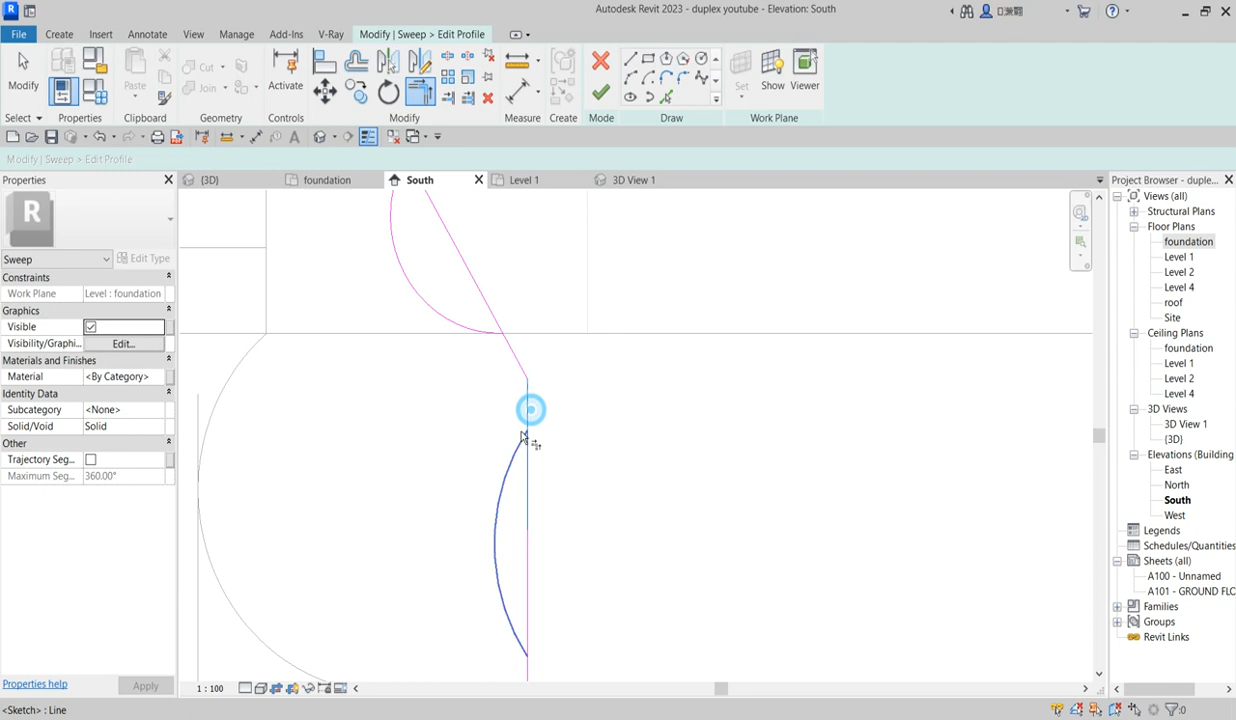 Autodesk Revit 2023 - duplex youtube - Elevation: South
File Create Insert Annotate View Manage Add-Ins V-Ray Modify | Sweep > Edit Profile
Modify Paste Cut Join Activate Create Set Show Viewer
Select Properties Clipboard Geometry Controls Modify Measure Create Mode Draw Work Plane
Modify | Sweep > Edit Profile
Properties {3D} foundation South Level 1 3D View 1 Project Browser - duple...
R
Sweep Edit Type
Constraints
Work Plane Level : foundation
Graphics
Visible
Visibility/Graphi... Edit...
Materials and Finishes
Material <By Category>
Identity Data
Subcategory <None>
Solid/Void Solid
Other
Trajectory Seg...
Maximum Seg... 360.00°
Properties help Apply
Views (all)
Structural Plans
Floor Plans
foundation
Level 1
Level 2
Level 4
roof
Site
Ceiling Plans
foundation
Level 1
Level 2
Level 4
3D Views
3D View 1
{3D}
Elevations (Building
East
North
South
West
Legends
Schedules/Quantities
Sheets (all)
A100 - Unnamed
A101 - GROUND FLC
Families
Groups
Revit Links
1 : 100
<Sketch> : Line
:0